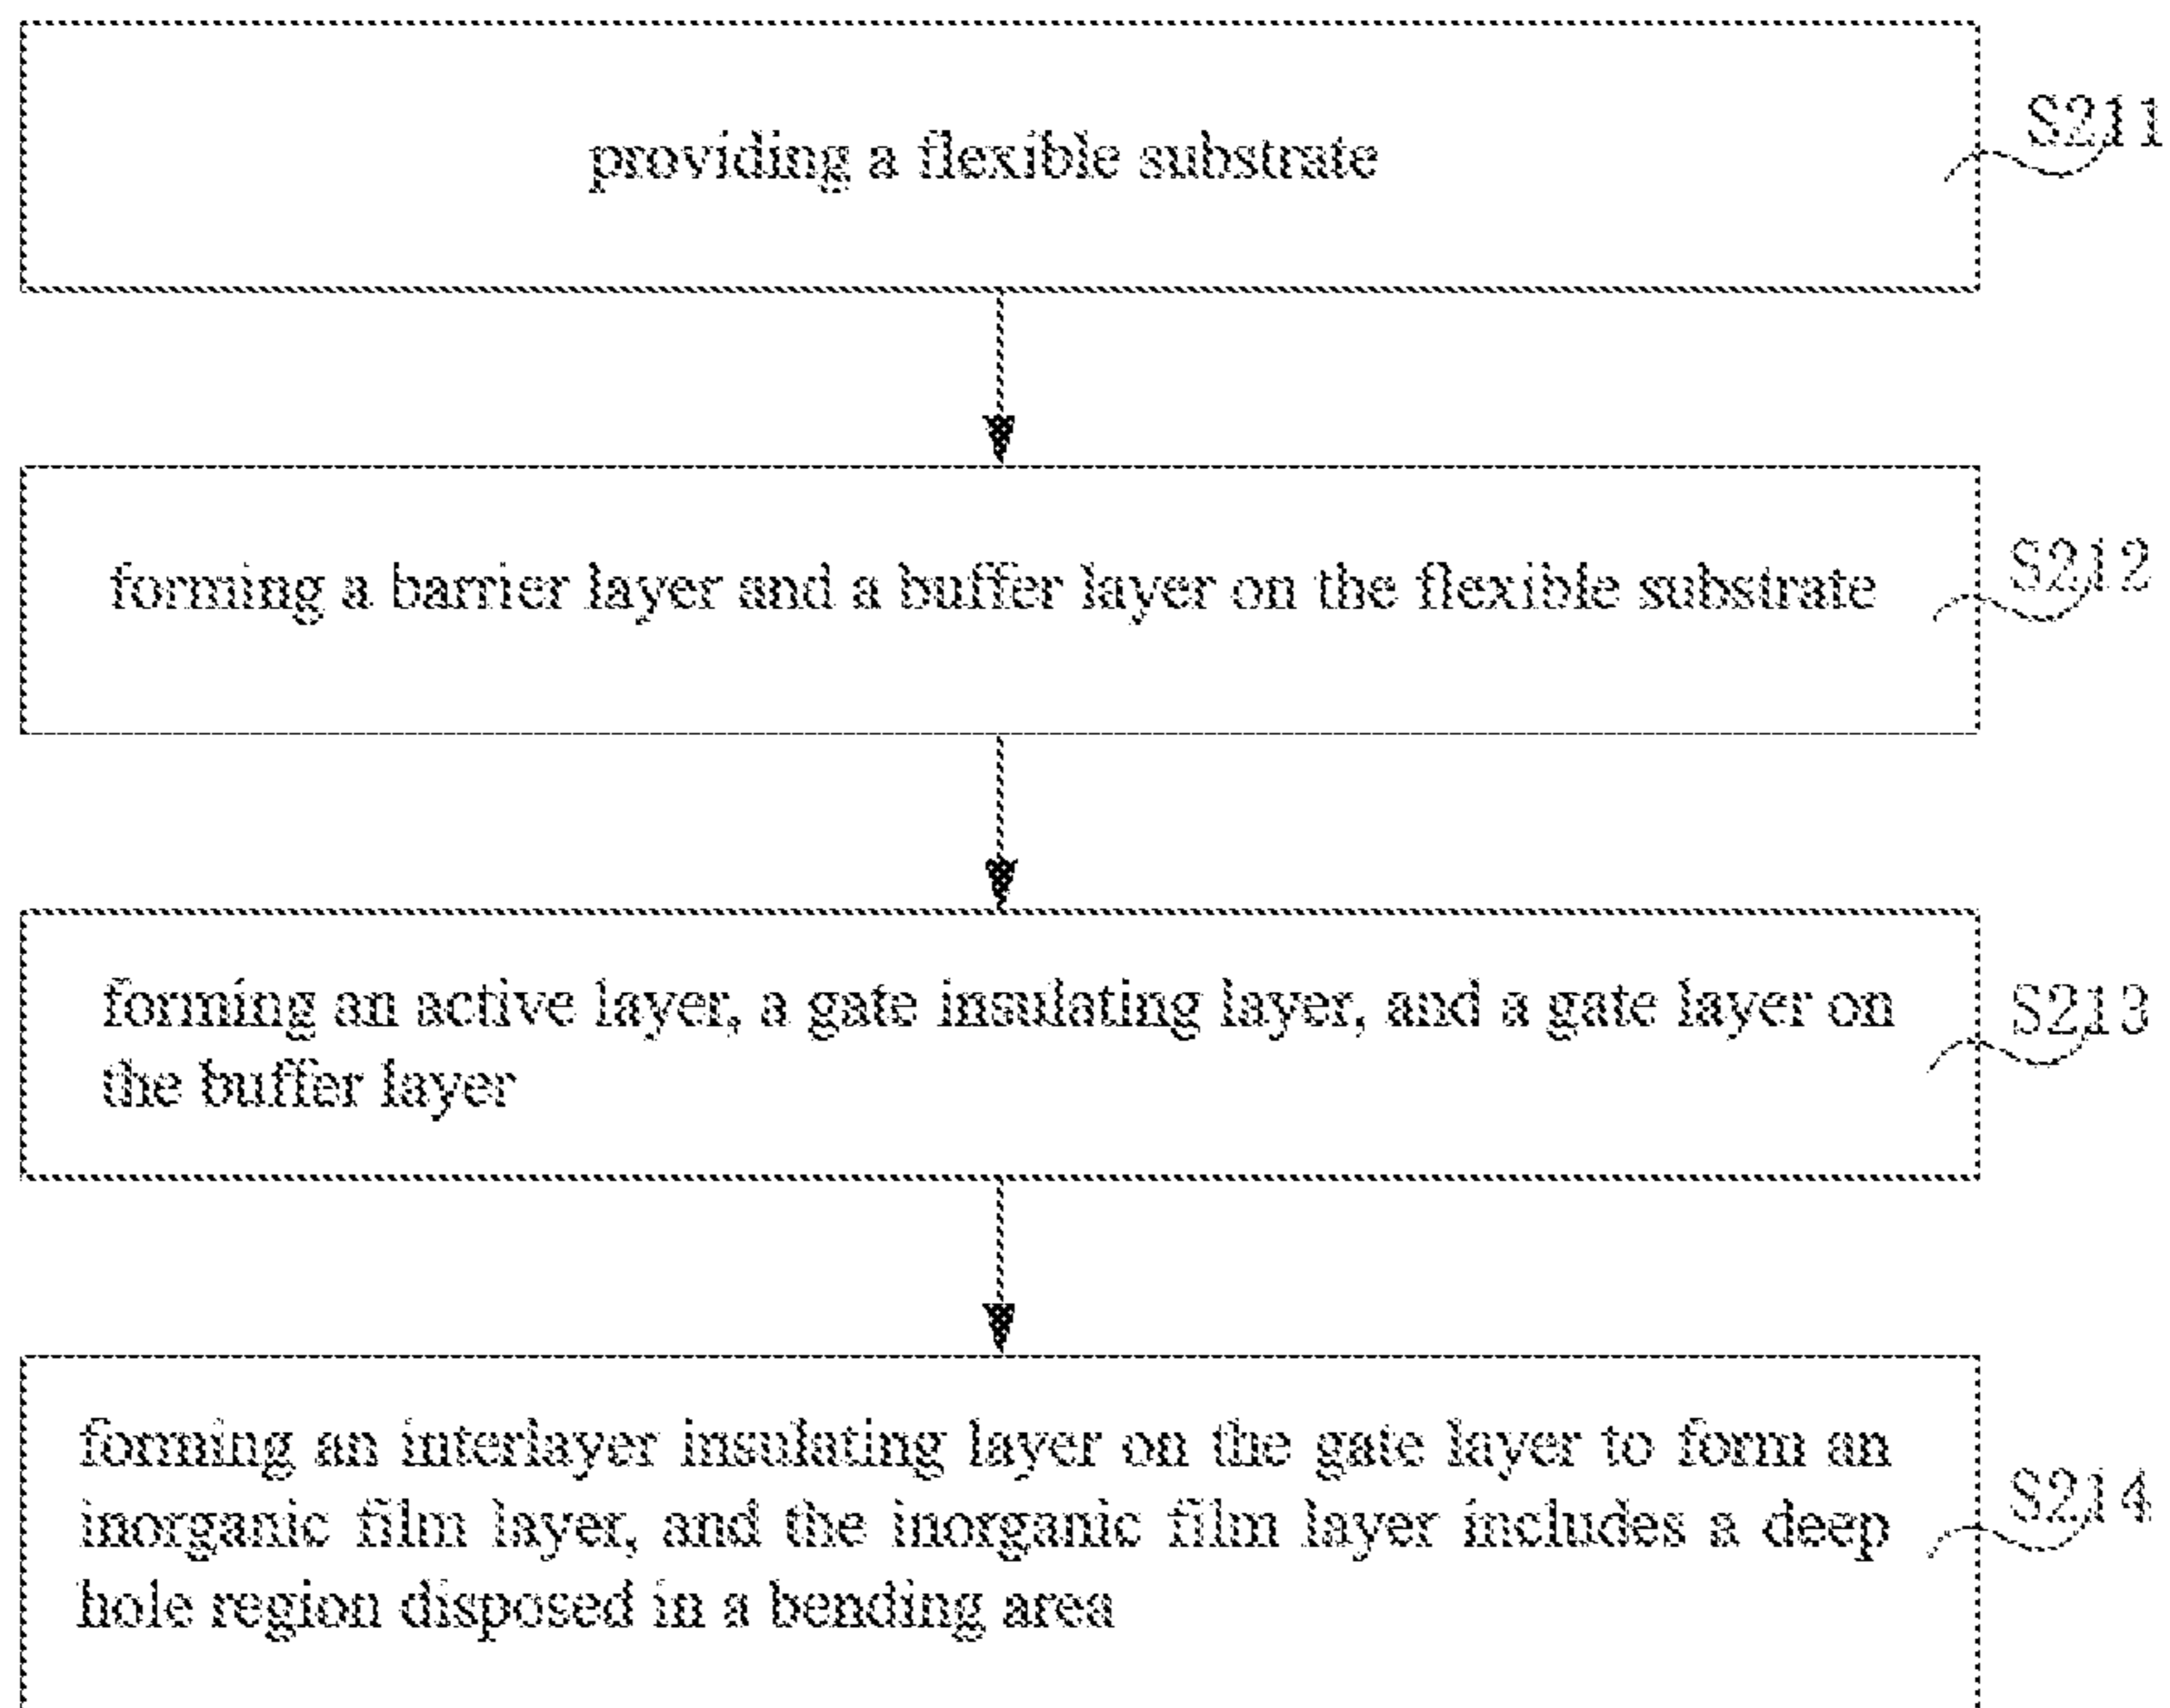 providing a flexible substrate
S211
forming a barrier layer and a buffer layer on the flexible substrate
S212
forming an active layer, a gate insulating layer, and a gate layer on
the buffer layer
S213
forming an interlayer insulating layer on the gate layer to form an
inorganic film layer, and the inorganic film layer includes a deep
hole region disposed in a bending area
S214